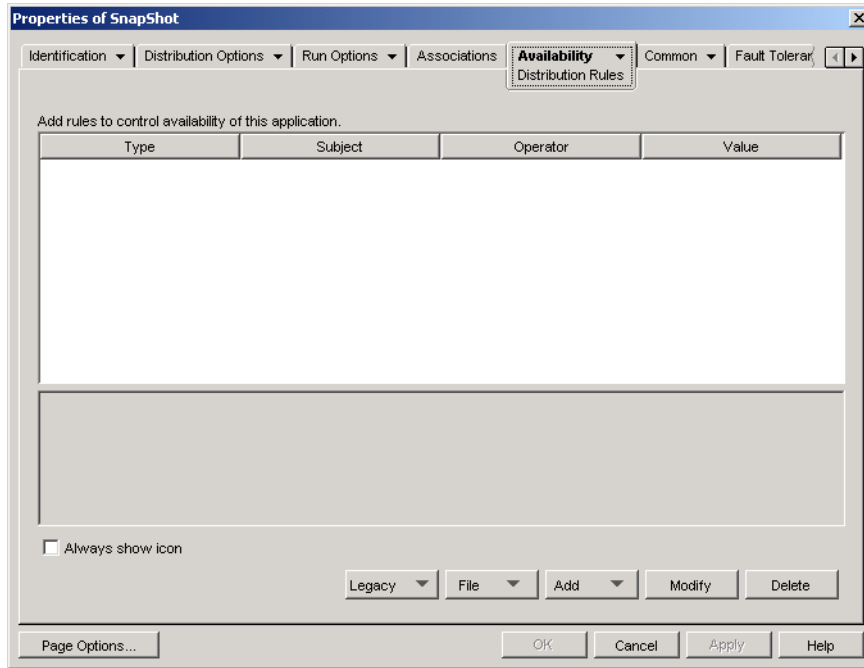 Properties of SnapShot
Identification Distribution Options Run Options Associations Availability Common Fault Toleran
Distribution Rules
Add rules to control availability of this application.
Type Subject Operator Value
Always show icon
Legacy File Add Modify Delete
Page Options... OK Cancel Apply Help